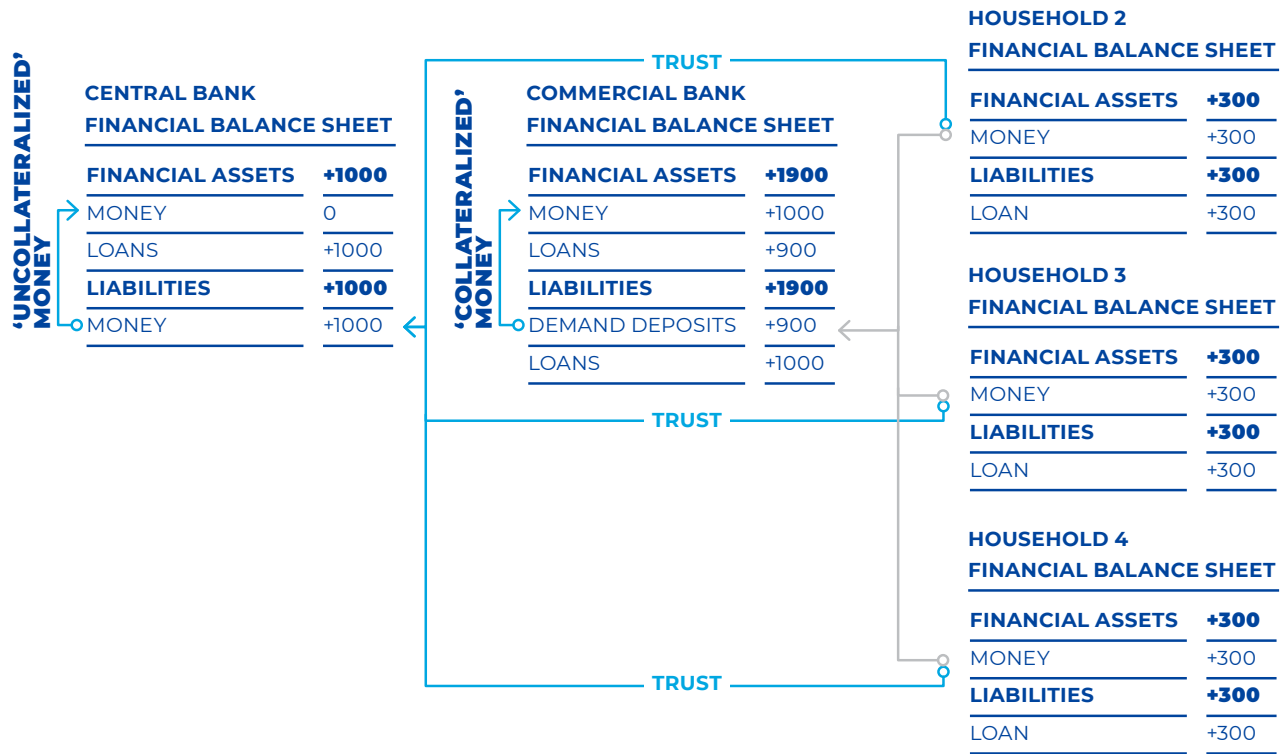 ‘UNCOLLATERALIZED’
MONEY
CENTRAL BANK
FINANCIAL BALANCE SHEET
FINANCIAL ASSETS +1000
MONEY 0
LOANS +1000
LIABILITIES +1000
MONEY +1000
‘COLLATERALIZED’
MONEY
COMMERCIAL BANK
FINANCIAL BALANCE SHEET
FINANCIAL ASSETS +1900
MONEY +1000
LOANS +900
LIABILITIES +1900
DEMAND DEPOSITS +900
LOANS +1000
TRUST
TRUST
TRUST
HOUSEHOLD 2
FINANCIAL BALANCE SHEET
FINANCIAL ASSETS +300
MONEY +300
LIABILITIES +300
LOAN +300
HOUSEHOLD 3
FINANCIAL BALANCE SHEET
FINANCIAL ASSETS +300
MONEY +300
LIABILITIES +300
LOAN +300
HOUSEHOLD 4
FINANCIAL BALANCE SHEET
FINANCIAL ASSETS +300
MONEY +300
LIABILITIES +300
LOAN +300